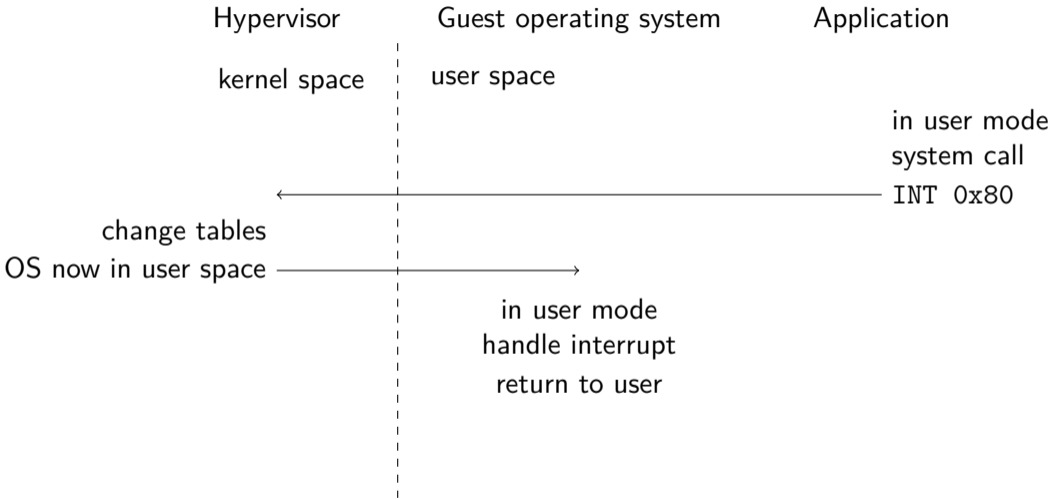 Hypervisor
Guest operating system
Application
kernel space
user space
in user mode
system call
INT 0x80
change tables
OS now in user space
in user mode
handle interrupt
return to user